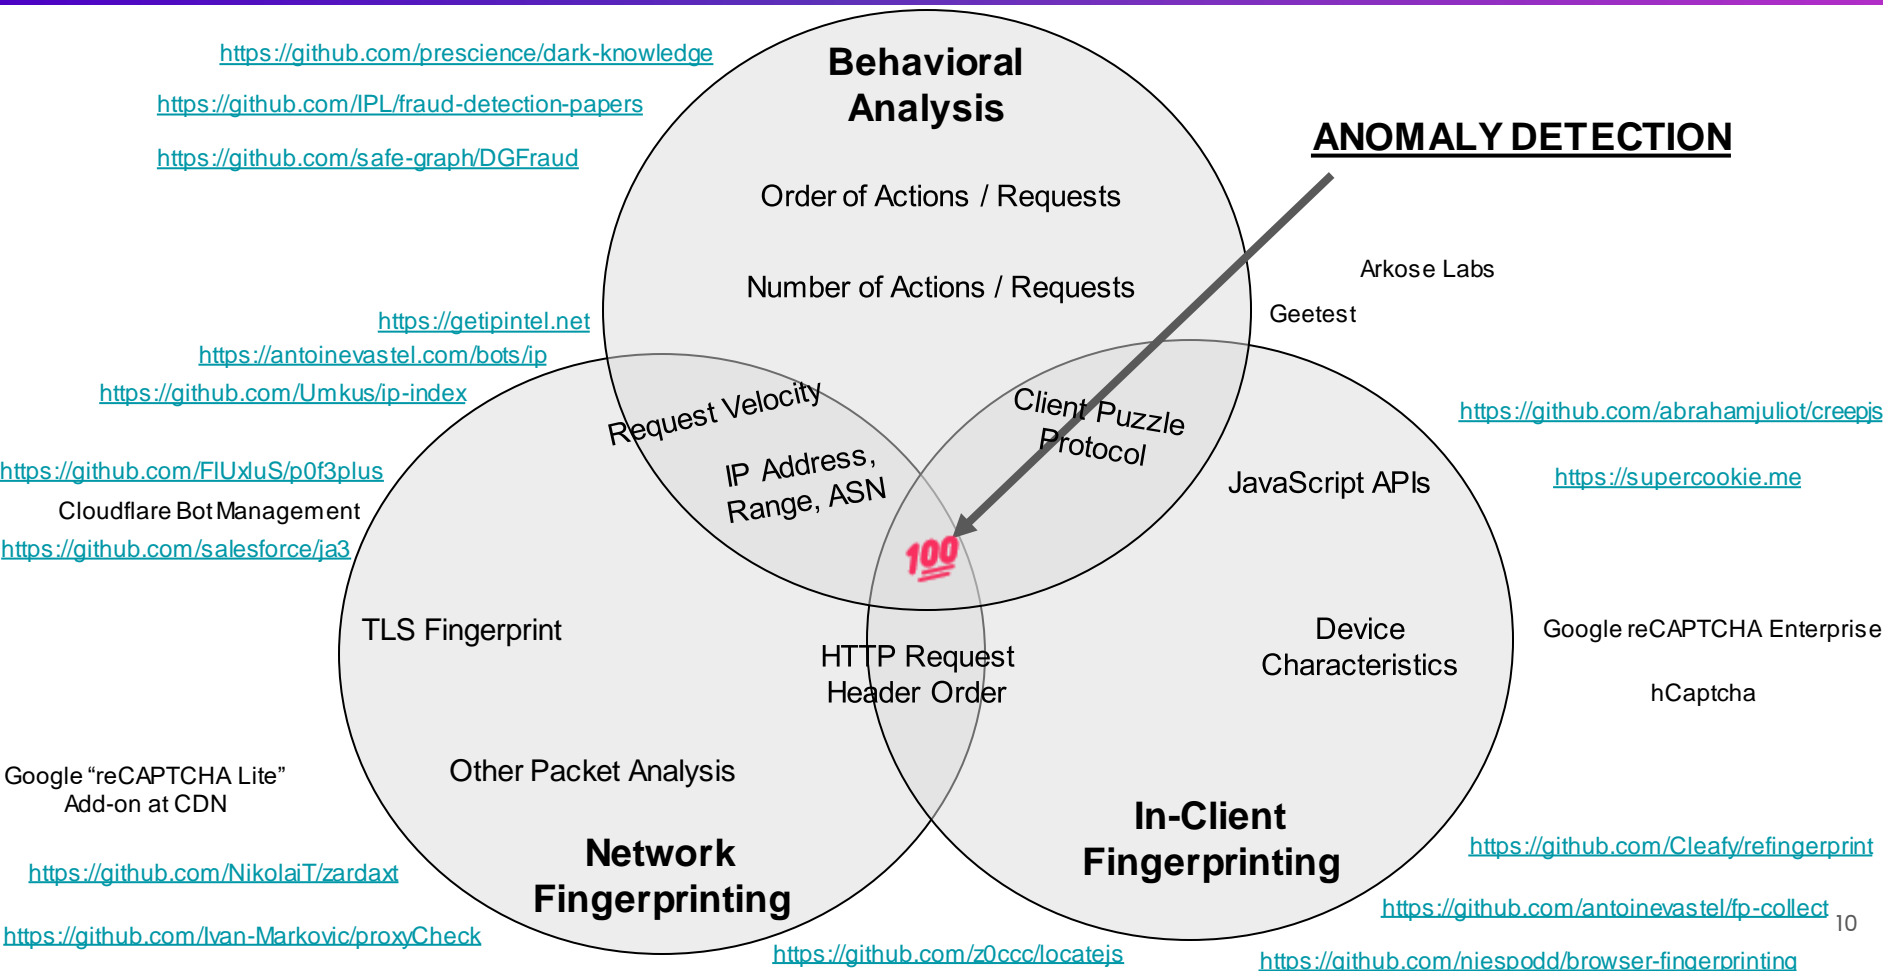 https://github.com/prescience/dark-knowledge
https://github.com/IPL/fraud-detection-papers
https://github.com/safe-graph/DGFraud
Behavioral
Analysis
ANOMALY DETECTION
Order of Actions / Requests
Number of Actions / Requests
Arkose Labs
Geetest
https://getipintel.net
https://antoinevastel.com/bots/ip
https://github.com/Umkus/ip-index
Request Velocity
IP Address,
Range, ASN
Client Puzzle
Protocol
https://github.com/abrahamjuliot/creepjs
https://supercookie.me
JavaScript APIs
https://github.com/FlUxIuS/p0f3plus
Cloudflare Bot Management
https://github.com/salesforce/ja3
100
TLS Fingerprint
HTTP Request
Header Order
Device
Characteristics
Google reCAPTCHA Enterprise
hCaptcha
Google “reCAPTCHA Lite”
Add-on at CDN
Other Packet Analysis
Network
Fingerprinting
In-Client
Fingerprinting
https://github.com/NikolaiT/zardaxt
https://github.com/Ivan-Markovic/proxyCheck
https://github.com/z0ccc/locatejs
https://github.com/Cleafy/refingerprint
https://github.com/antoinevastel/fp-collect
10
https://github.com/niespodd/browser-fingerprinting